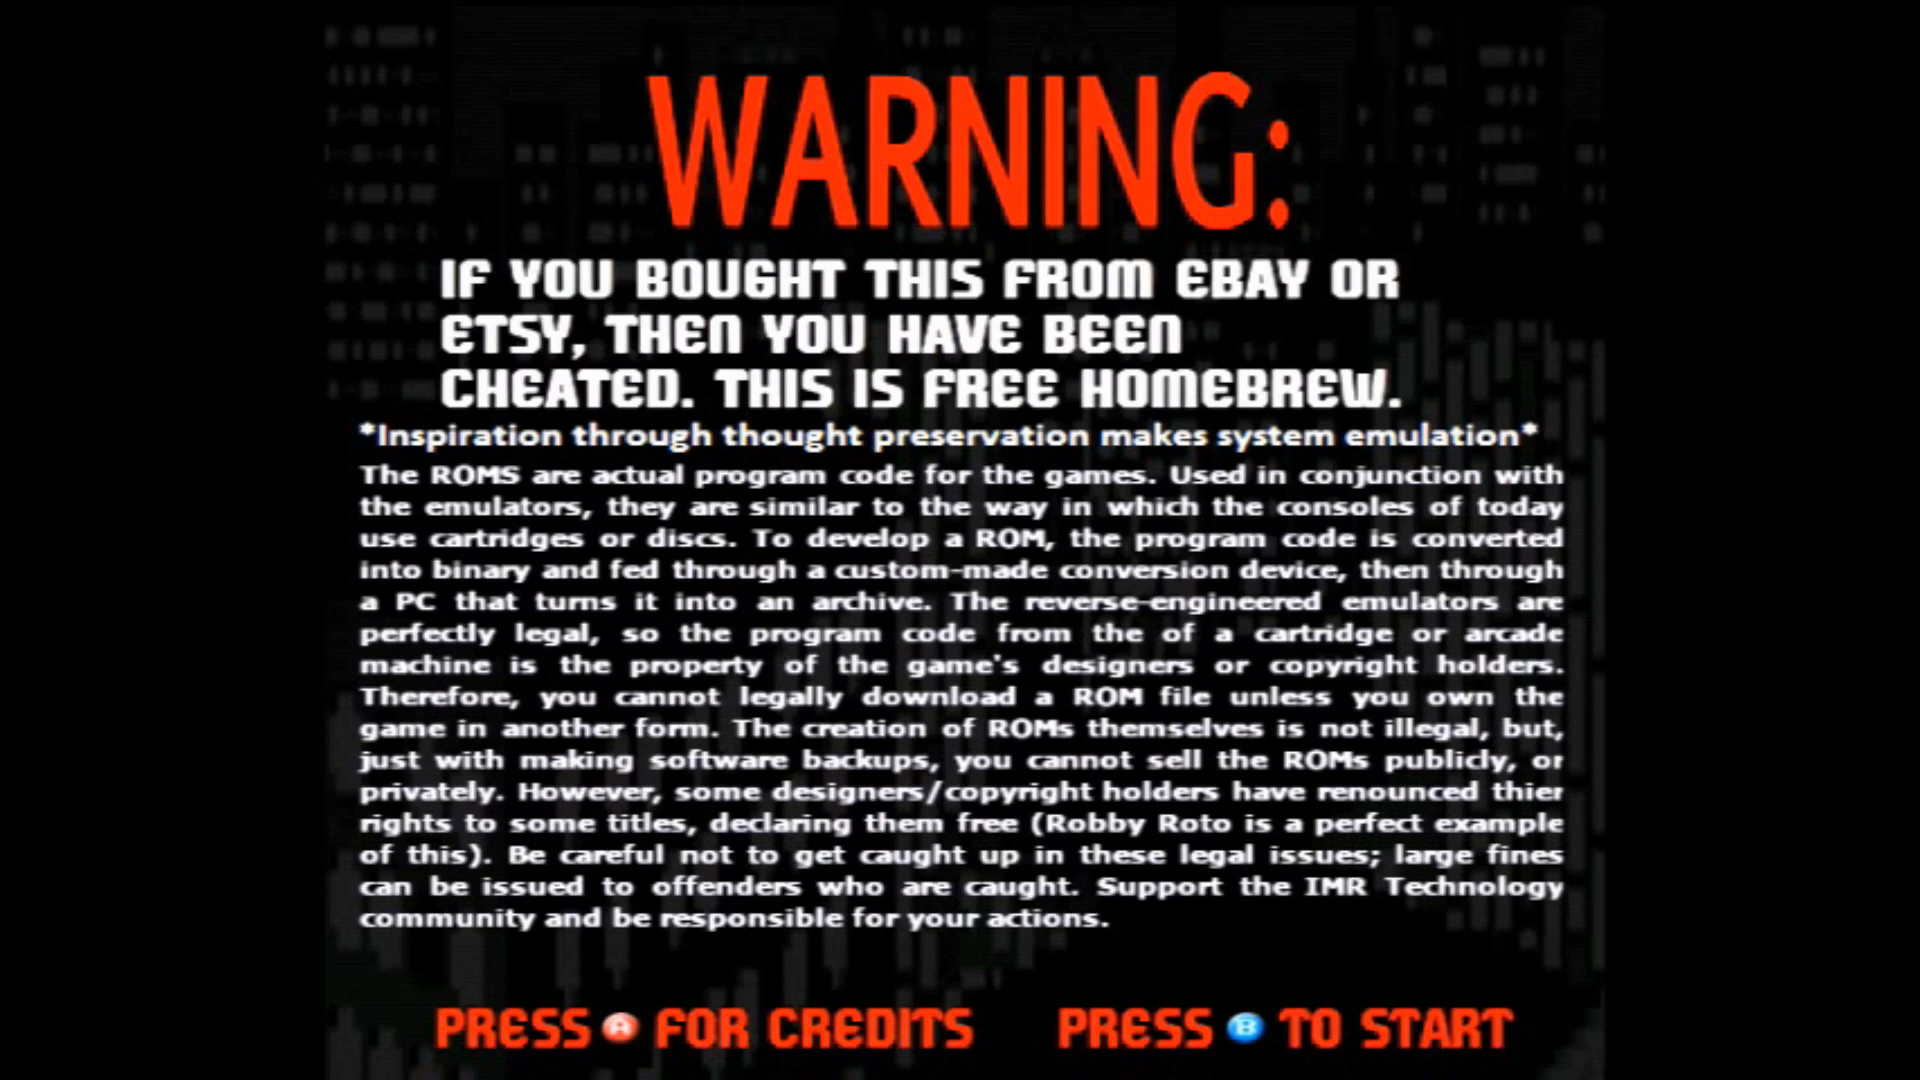 WARNING:
IF YOU BOUGHT THIS FROM EBAY OR
ETSY, THEN YOU HAVE BEEN
CHEATED. THIS IS FREE HOMEBREW.
*Inspiration through thought preservation makes system emulation*
The ROMS are actual program code for the games. Used in conjunction with
the emulators, they are similar to the way in which the consoles of today
use cartridges or discs. To develop a ROM, the program code is converted
into binary and fed through a custom-made conversion device, then through
a PC that turns it into an archive. The reverse-engineered emulators are
perfectly legal, so the program code from the of a cartridge or arcade
machine is the property of the game's designers or copyright holders.
Therefore, you cannot legally download a ROM file unless you own the
game in another form. The creation of ROMs themselves is not illegal, but,
just with making software backups, you cannot sell the ROMs publicly, or
privately. However, some designers/copyright holders have renounced thier
rights to some titles, declaring them free (Robby Roto is a perfect example
of this). Be careful not to get caught up in these legal issues; large fines
can be issued to offenders who are caught. Support the IMR Technology
community and be responsible for your actions.
PRESS A FOR CREDITS PRESS B TO START